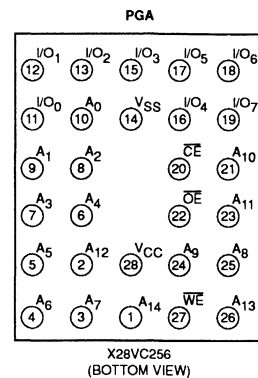 PGA
I/O1 I/O2 I/O3 I/O5 I/O6
12 13 15 17 18
I/O0 A0 VSS I/O4 I/O7
11 10 14 16 19
A1 A2 C̅E̅ A10
9 8 20 21
A3 A4 O̅E̅ A11
7 6 22 23
A5 A12 VCC A9 A8
5 2 28 24 25
A6 A7 A14 W̅E̅ A13
4 3 1 27 26
X28VC256
(BOTTOM VIEW)